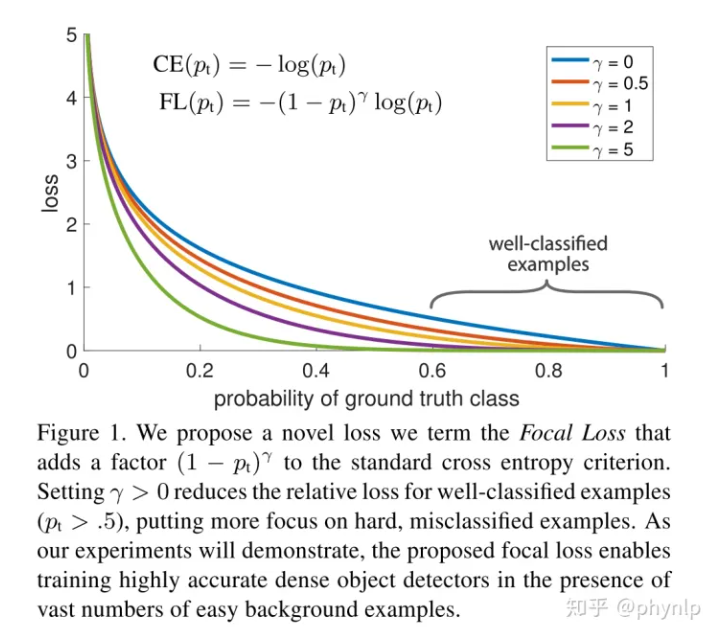 5
CE(pt) = − log(pt)
FL(pt) = −(1 − pt)^γ log(pt)
γ = 0
γ = 0.5
γ = 1
γ = 2
γ = 5
4
3
loss
2
well-classified
examples
1
0
0 0.2 0.4 0.6 0.8 1
probability of ground truth class
Figure 1. We propose a novel loss we term the Focal Loss that
adds a factor (1 − pt)^γ to the standard cross entropy criterion.
Setting γ > 0 reduces the relative loss for well-classified examples
(pt > .5), putting more focus on hard, misclassified examples. As
our experiments will demonstrate, the proposed focal loss enables
training highly accurate dense object detectors in the presence of
vast numbers of easy background examples.
知乎 @phynlp